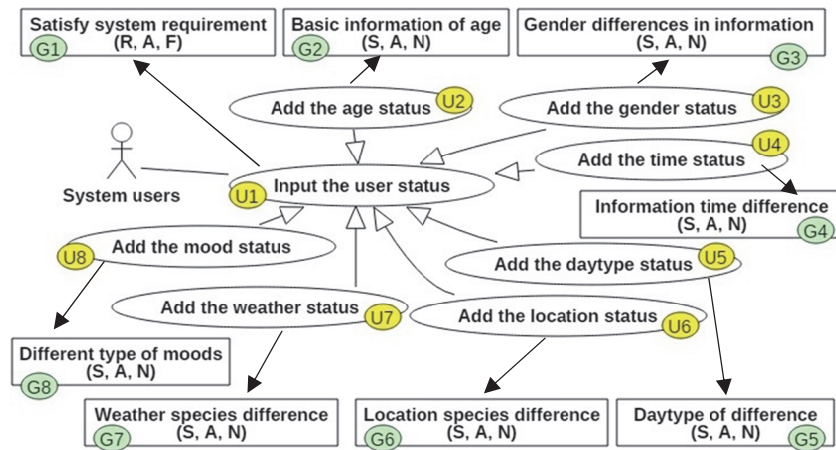 Satisfy system requirement
(R, A, F)
G1
Basic information of age
(S, A, N)
G2
Gender differences in information
(S, A, N)
G3
Add the age status
U2
Add the gender status
U3
Add the time status
U4
System users
Input the user status
U1
Information time difference
(S, A, N)
G4
Add the mood status
U8
Add the daytype status
U5
Add the weather status
U7
Add the location status
U6
Different type of moods
(S, A, N)
G8
Weather species difference
(S, A, N)
G7
Location species difference
(S, A, N)
G6
Daytype of difference
(S, A, N)
G5